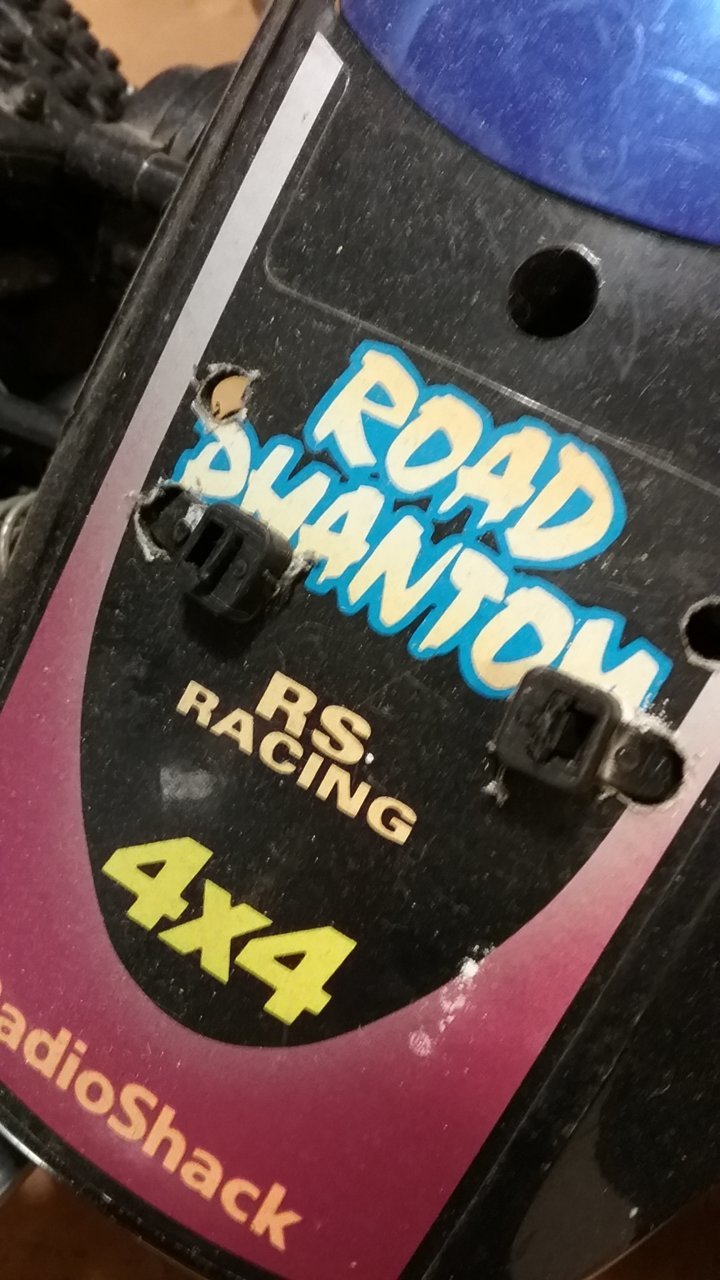 ROAD
PHANTOM
RS
RACING
4x4
RadioShack